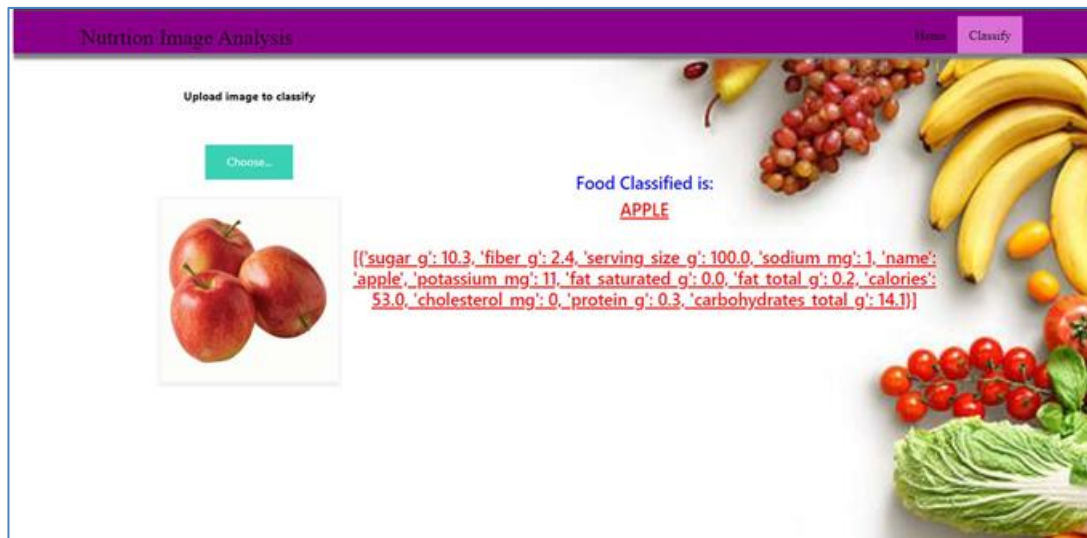 Nutrtion Image Analysis
Home
Classify
Upload image to classify
Choose...
Food Classified is:
APPLE
[{'sugar_g': 10.3, 'fiber_g': 2.4, 'serving_size_g': 100.0, 'sodium_mg': 1, 'name':
'apple', 'potassium_mg': 11, 'fat_saturated_g': 0.0, 'fat_total_g': 0.2, 'calories':
53.0, 'cholesterol_mg': 0, 'protein_g': 0.3, 'carbohydrates_total_g': 14.1}]